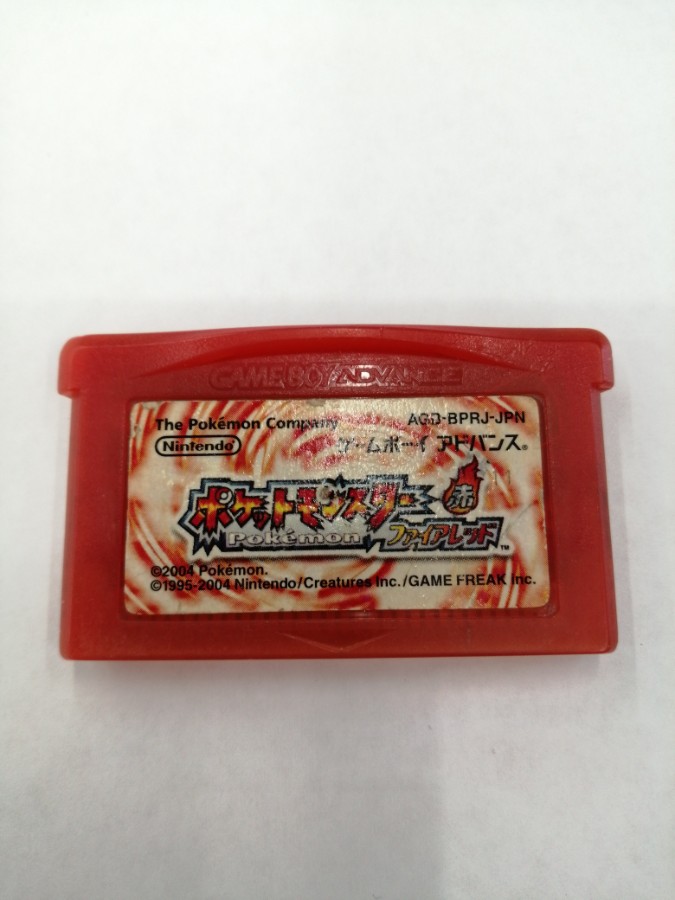 GAME BOY ADVANCE
The Pokémon Company AGB-BPRJ-JPN
Nintendo ゲームボーイ アドバンス®
ポケットモンスター 赤
Pokémon ファイアレッド™
©2004 Pokémon.
©1995-2004 Nintendo/Creatures Inc./GAME FREAK inc.